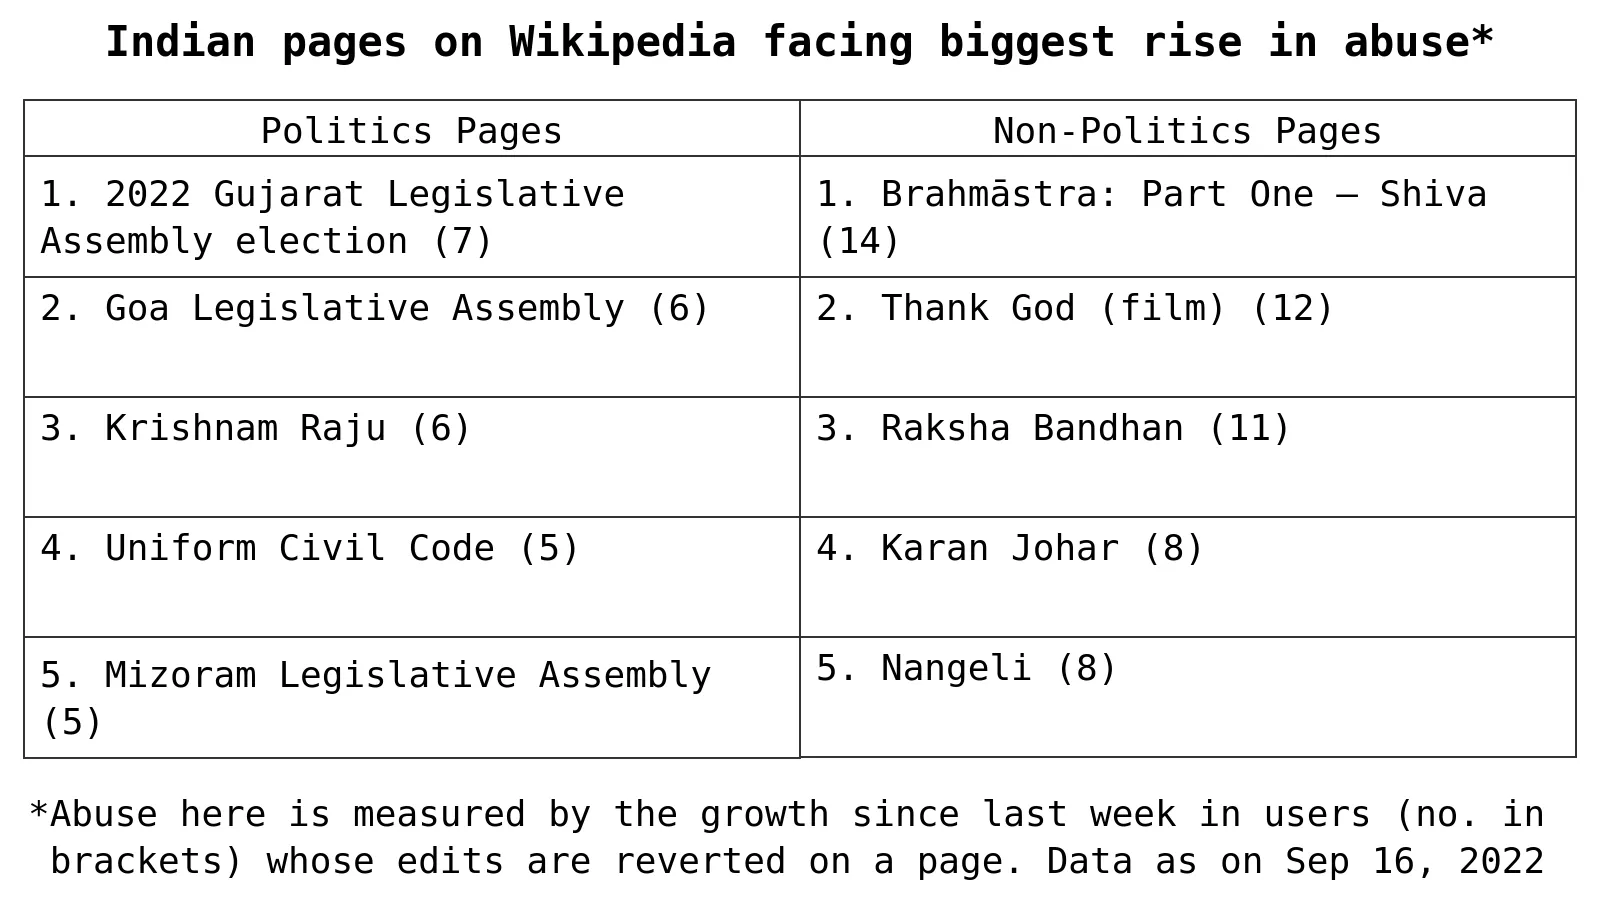 Indian pages on Wikipedia facing biggest rise in abuse*
Politics Pages
Non-Politics Pages
1. 2022 Gujarat Legislative
Assembly election (7)
1. Brahmāstra: Part One – Shiva
(14)
2. Goa Legislative Assembly (6)
2. Thank God (film) (12)
3. Krishnam Raju (6)
3. Raksha Bandhan (11)
4. Uniform Civil Code (5)
4. Karan Johar (8)
5. Mizoram Legislative Assembly
(5)
5. Nangeli (8)
*Abuse here is measured by the growth since last week in users (no. in
brackets) whose edits are reverted on a page. Data as on Sep 16, 2022